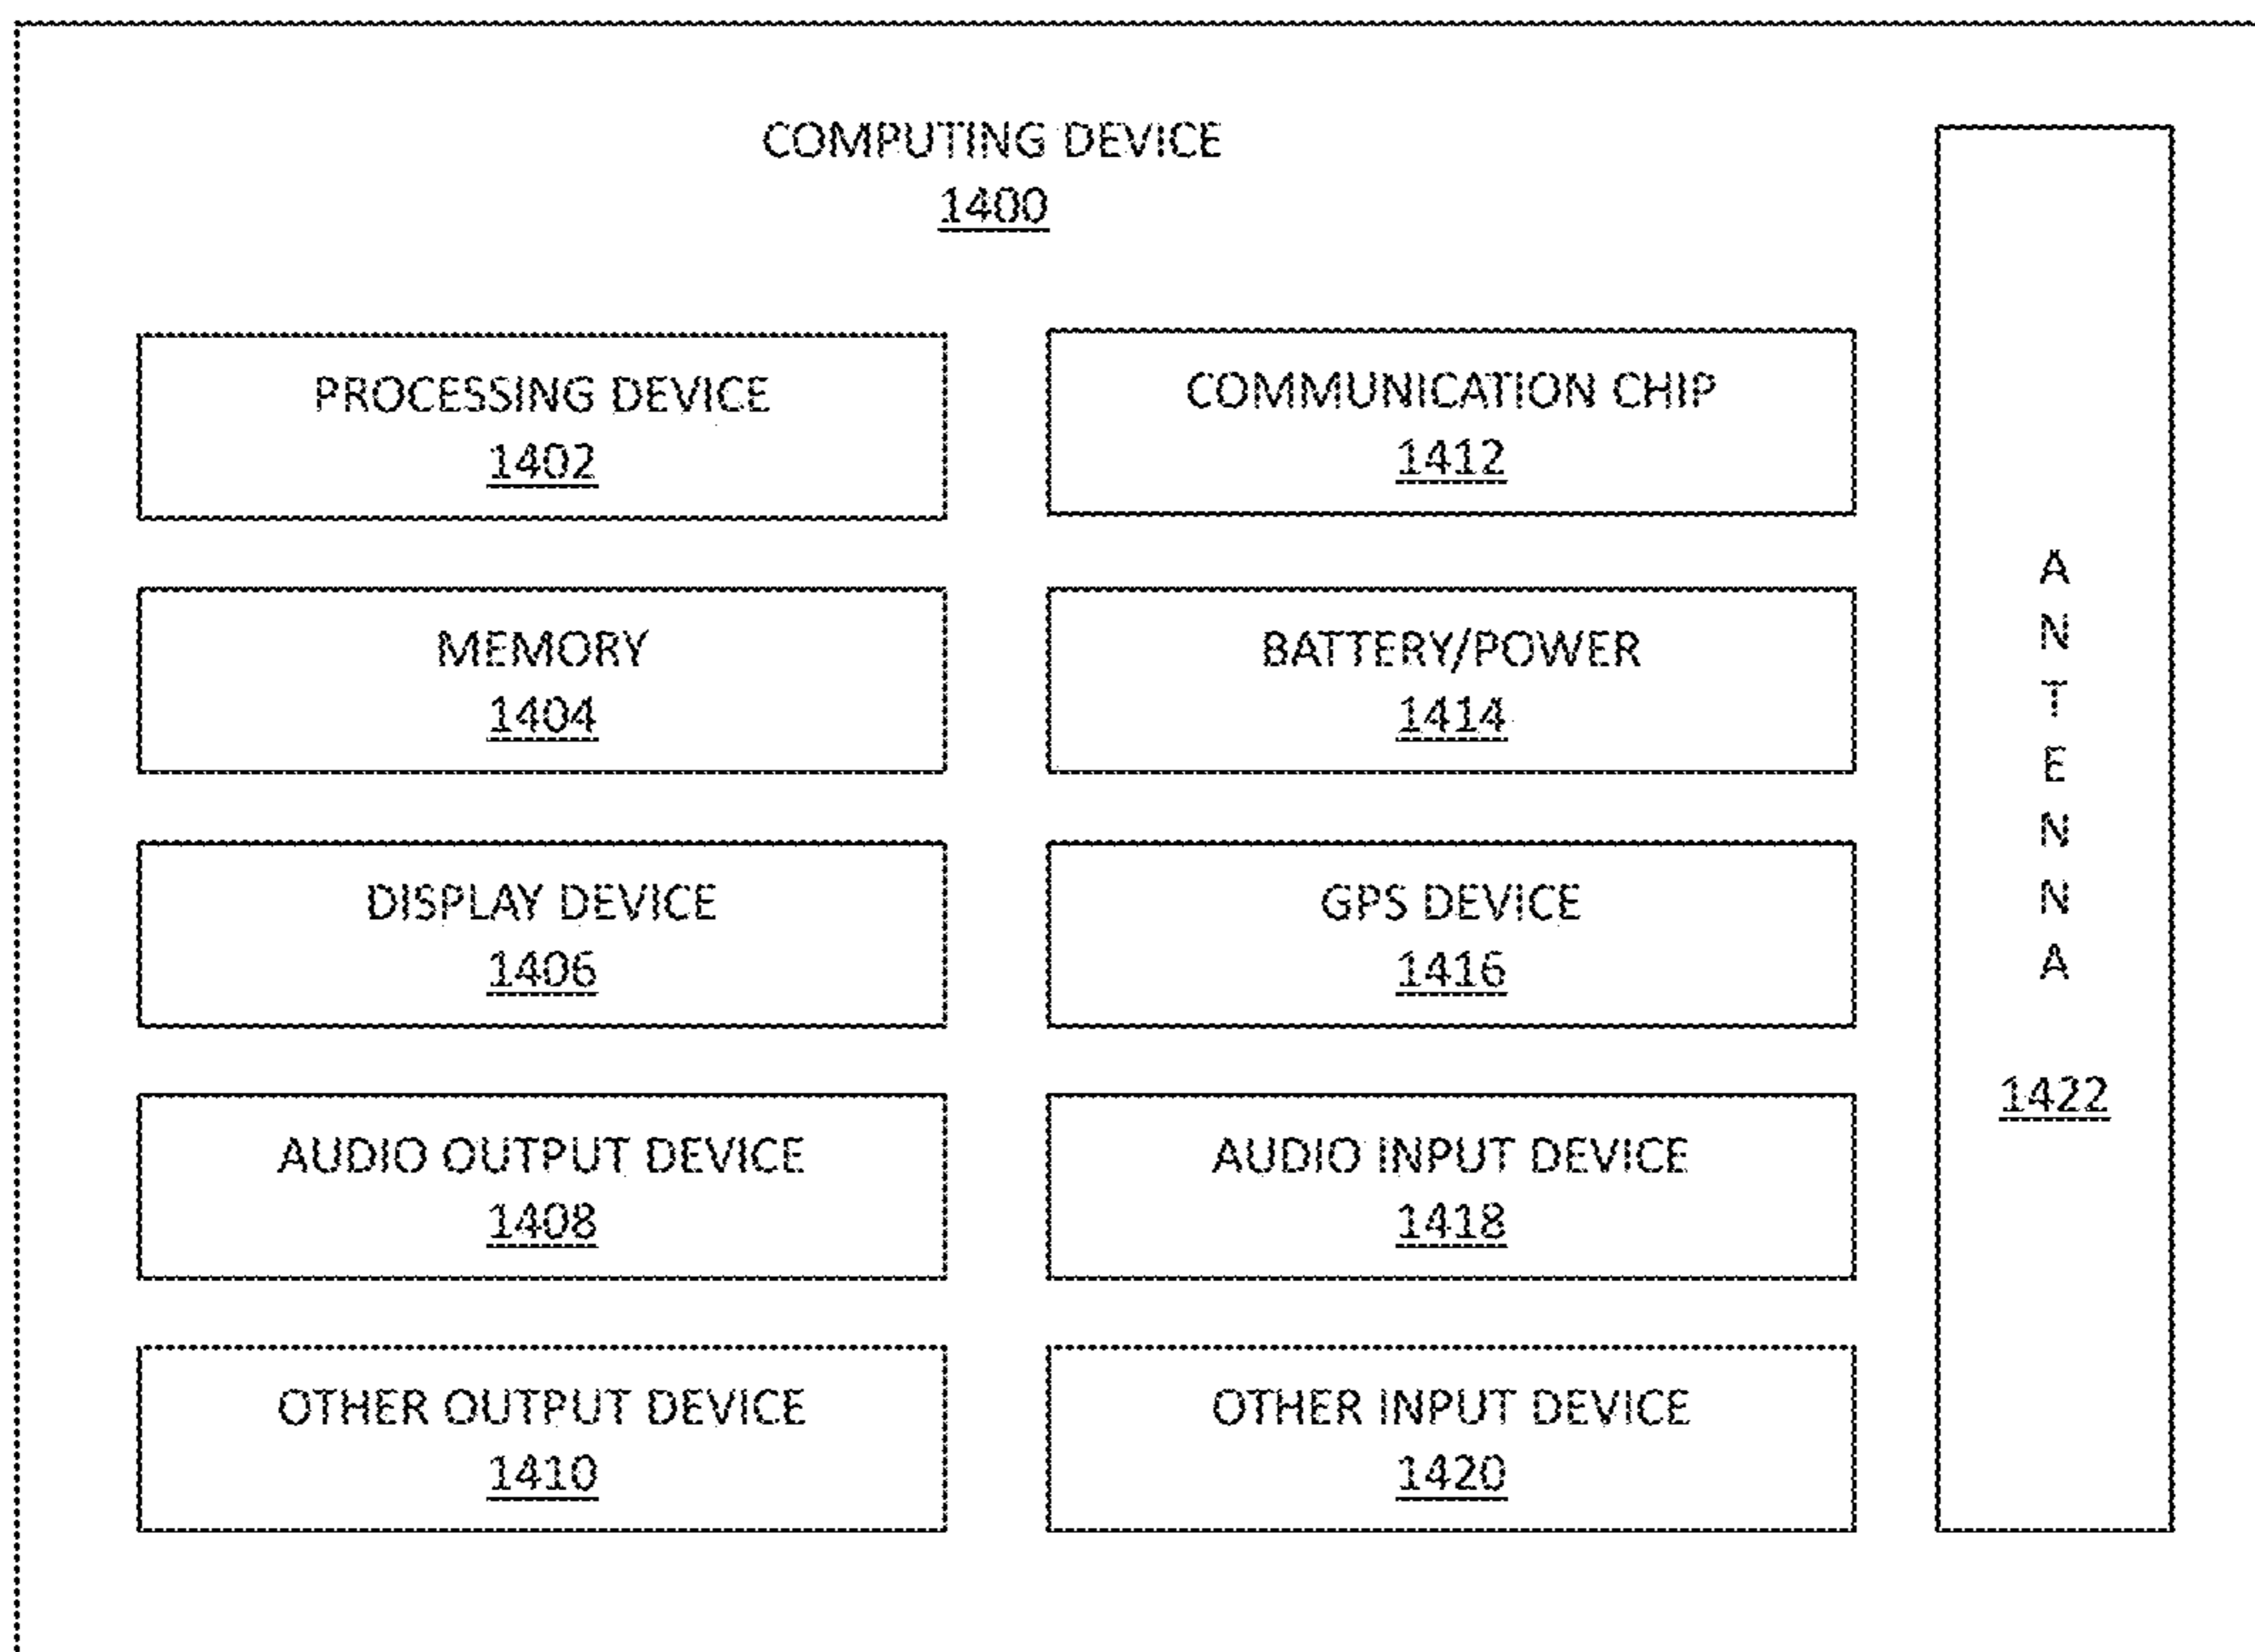 COMPUTING DEVICE
1400
PROCESSING DEVICE
1402
COMMUNICATION CHIP
1412
MEMORY
1404
BATTERY/POWER
1414
DISPLAY DEVICE
1406
GPS DEVICE
1416
AUDIO OUTPUT DEVICE
1408
AUDIO INPUT DEVICE
1418
OTHER OUTPUT DEVICE
1410
OTHER INPUT DEVICE
1420
ANTENNA
1422